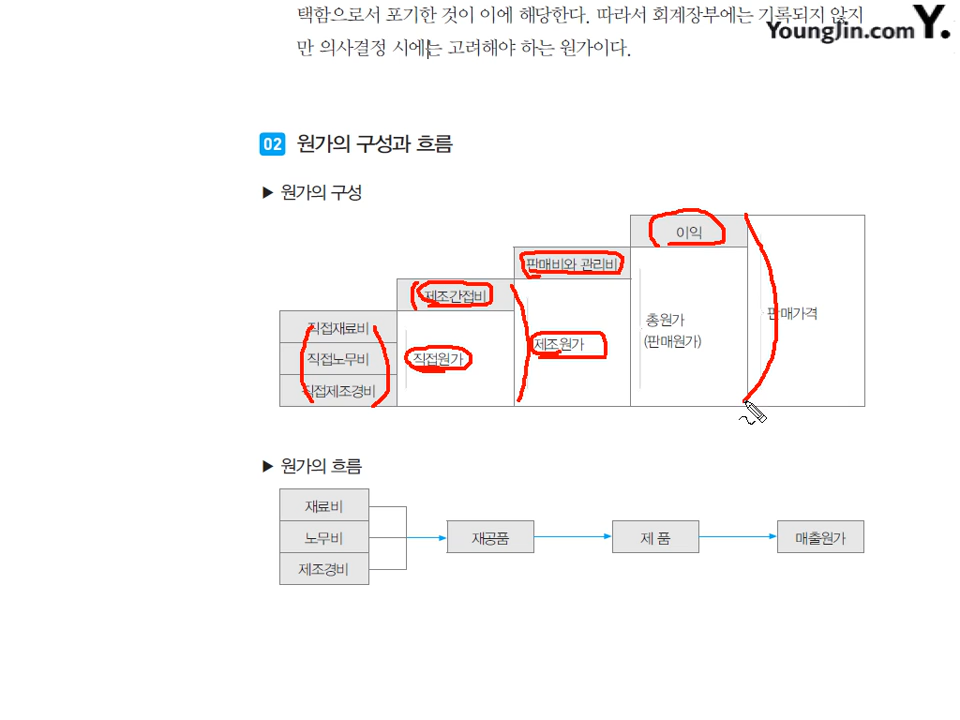 택함으로서 포기한 것이 이에 해당한다. 따라서 회계장부에는 기록되지 않지
만 의사결정 시에는 고려해야 하는 원가이다.
YoungJin.com Y.
02 원가의 구성과 흐름
▶ 원가의 구성
이익
판매비와 관리비
제조간접비
직접재료비
직접노무비
직접제조경비
직접원가
제조원가
총원가
(판매원가)
판매가격
▶ 원가의 흐름
재료비
노무비
제조경비
재공품
제 품
매출원가